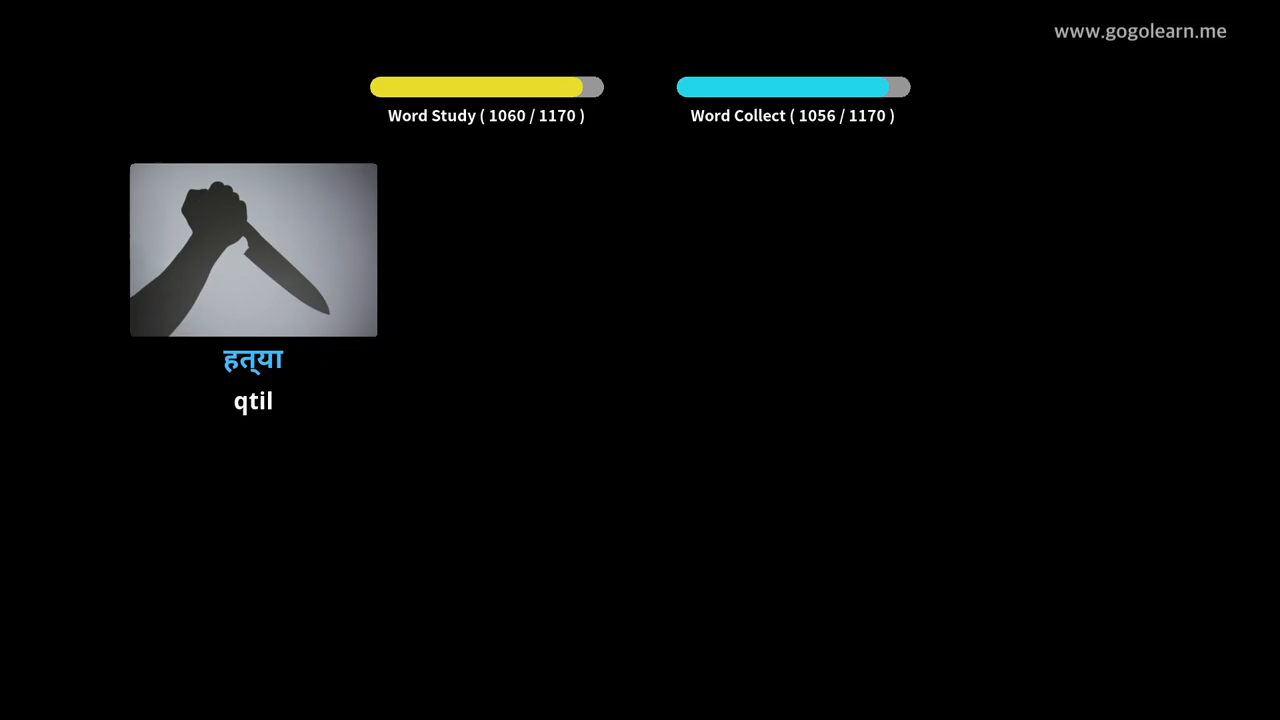 www.gogolearn.me
Word Study ( 1060 / 1170 )
Word Collect ( 1056 / 1170 )
हत्‌या
qtil